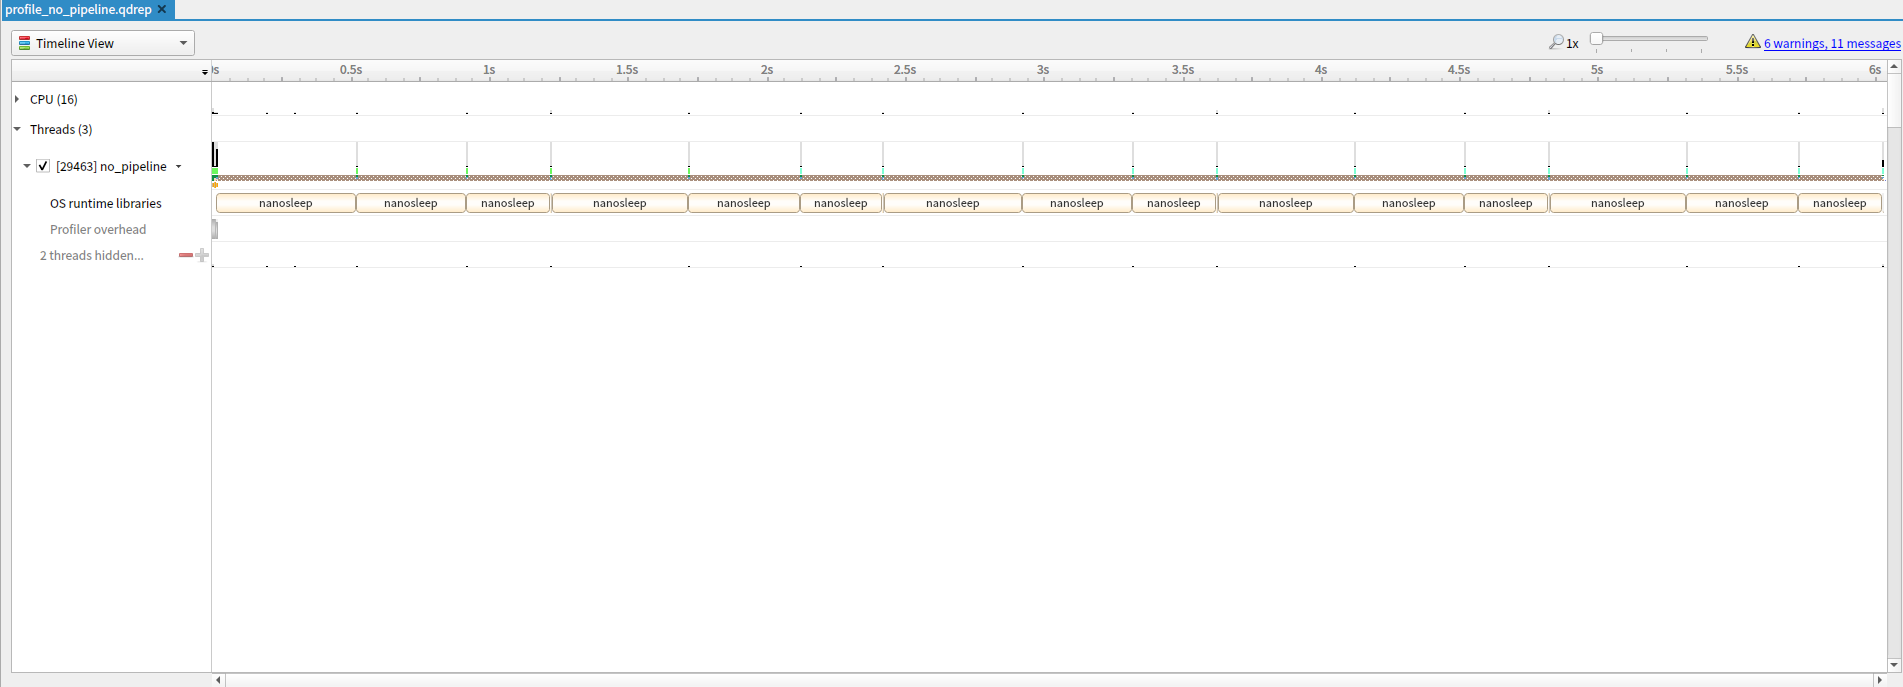 profile_no_pipeline.qdrep
Timeline View
1x
6 warnings, 11 messages
0.5s 1s 1.5s 2s 2.5s 3s 3.5s 4s 4.5s 5s 5.5s 6s
CPU (16)
Threads (3)
[29463] no_pipeline
OS runtime libraries nanosleep nanosleep nanosleep nanosleep nanosleep nanosleep nanosleep nanosleep nanosleep nanosleep nanosleep nanosleep nanosleep nanosleep nanosleep
Profiler overhead
2 threads hidden...